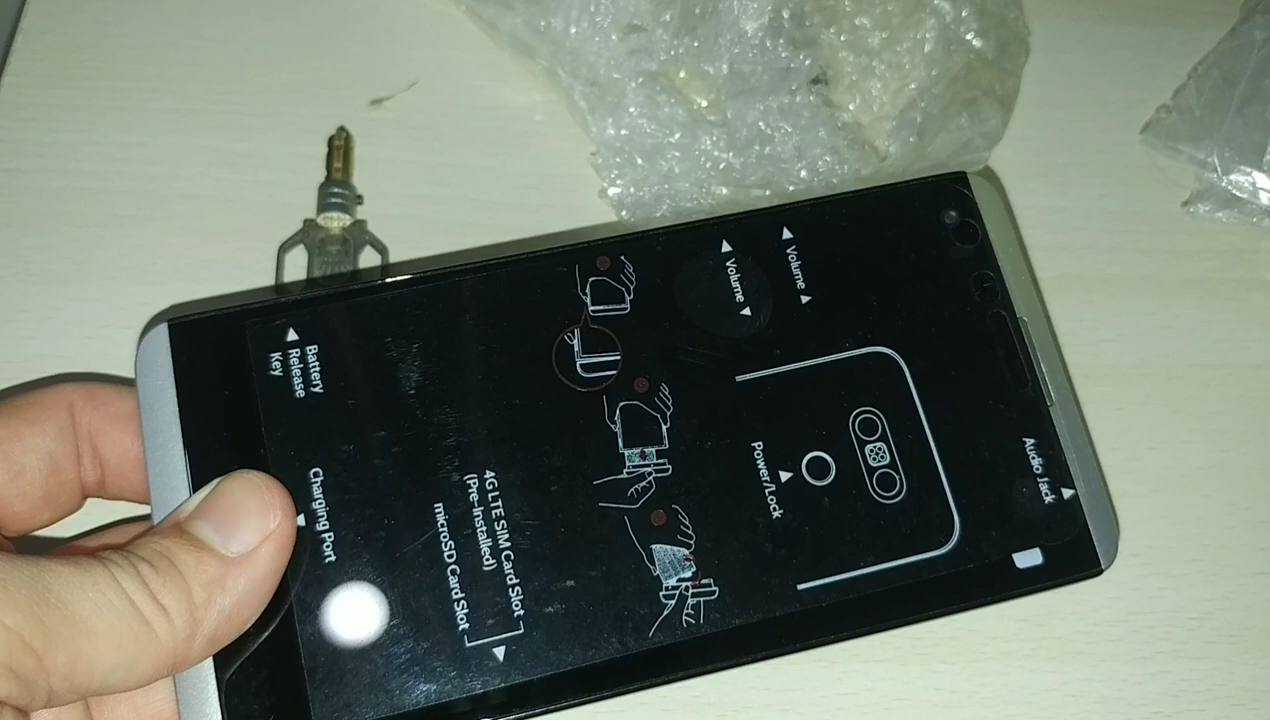 Audio Jack
Volume ▲
Volume ▼
Power/Lock
4G LTE SIM Card Slot
(Pre-Installed)
microSD Card Slot
Battery
Release
Key
Charging Port